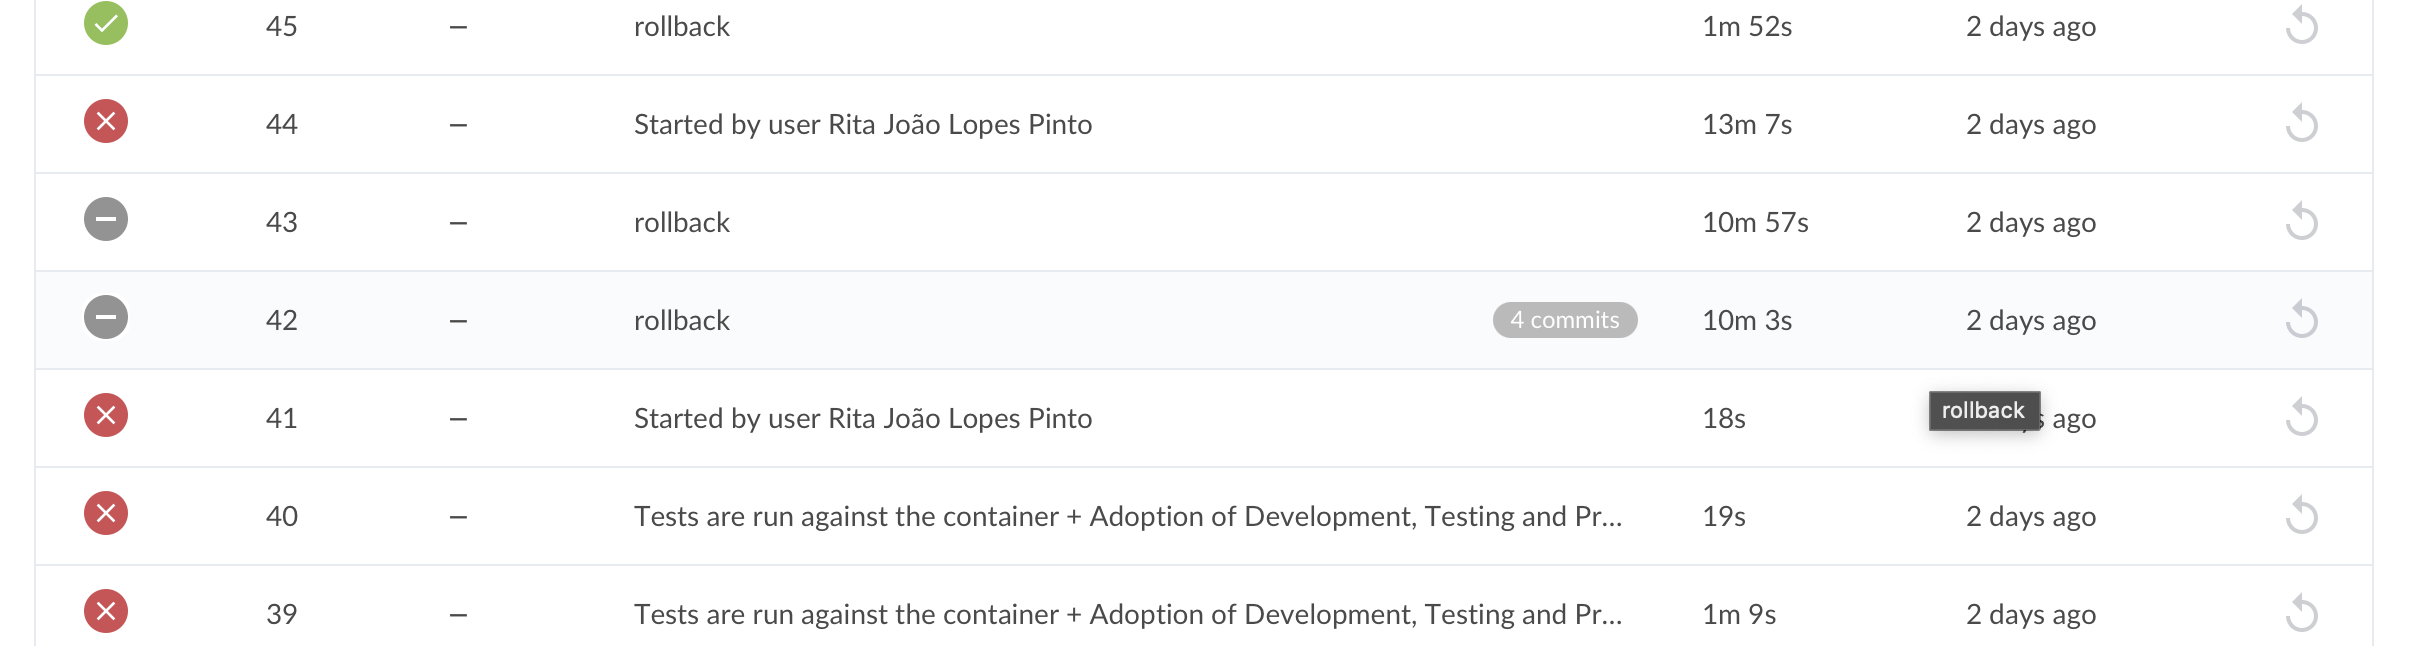 45 – rollback 1m 52s 2 days ago
44 – Started by user Rita João Lopes Pinto 13m 7s 2 days ago
43 – rollback 10m 57s 2 days ago
42 – rollback 4 commits 10m 3s 2 days ago
41 – Started by user Rita João Lopes Pinto 18s ago
rollback
40 – Tests are run against the container + Adoption of Development, Testing and Pr... 19s 2 days ago
39 – Tests are run against the container + Adoption of Development, Testing and Pr... 1m 9s 2 days ago